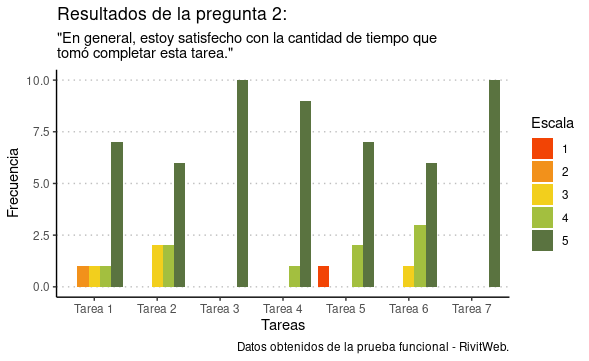 Resultados de la pregunta 2:
"En general, estoy satisfecho con la cantidad de tiempo que
tomó completar esta tarea."
10.0
7.5
5.0
2.5
0.0
Frecuencia
Tarea 1 Tarea 2 Tarea 3 Tarea 4 Tarea 5 Tarea 6 Tarea 7
Tareas
Escala
1
2
3
4
5
Datos obtenidos de la prueba funcional - RivitWeb.